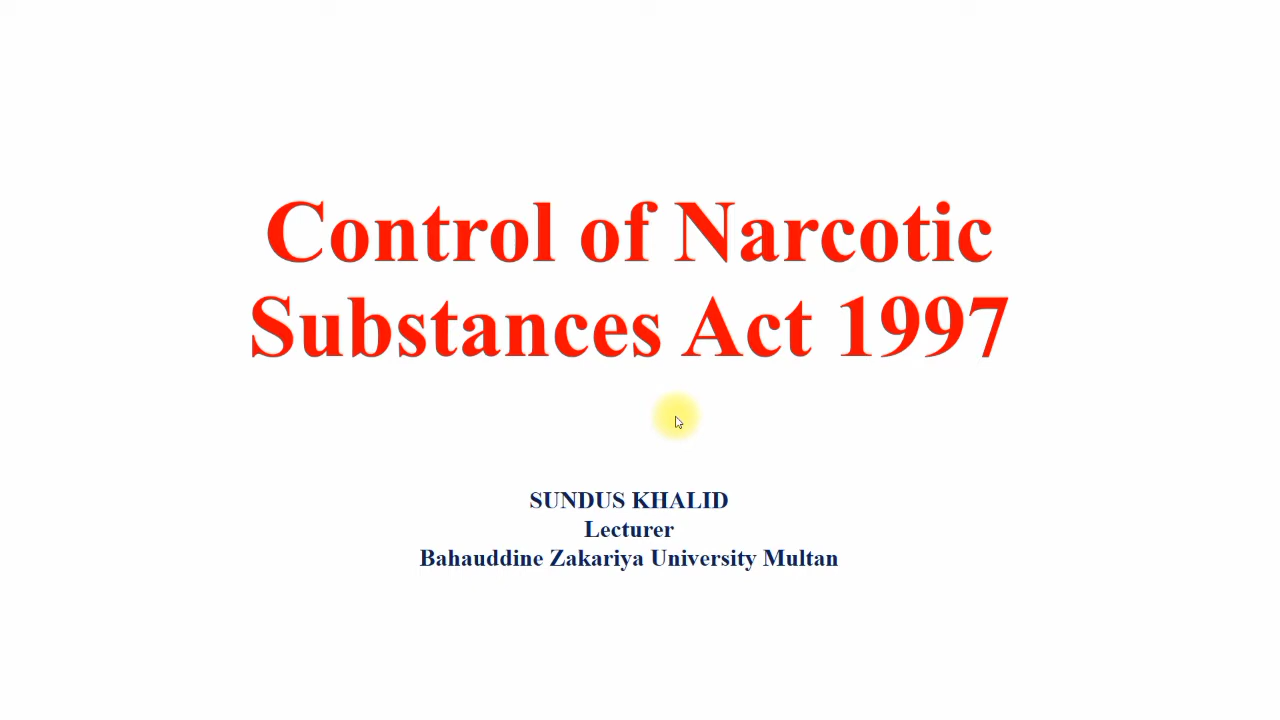 Control of Narcotic
Substances Act 1997
SUNDUS KHALID
Lecturer
Bahauddine Zakariya University Multan